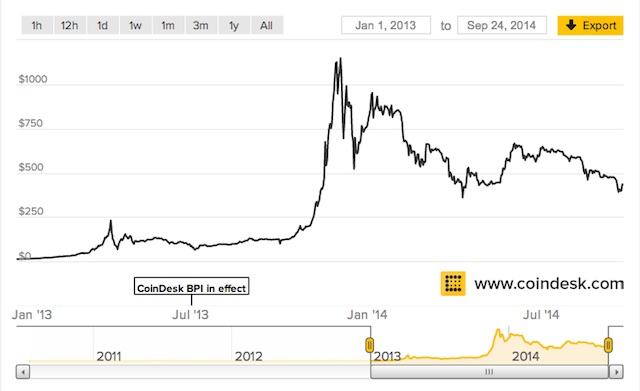 1h 12h 1d 1w 1m 3m 1y All Jan 1, 2013 to Sep 24, 2014 Export
$1000
$750
$500
$250
$0
CoinDesk BPI in effect
www.coindesk.com
Jan '13 Jul '13 Jan '14 Jul '14
2011 2012 2013 2014